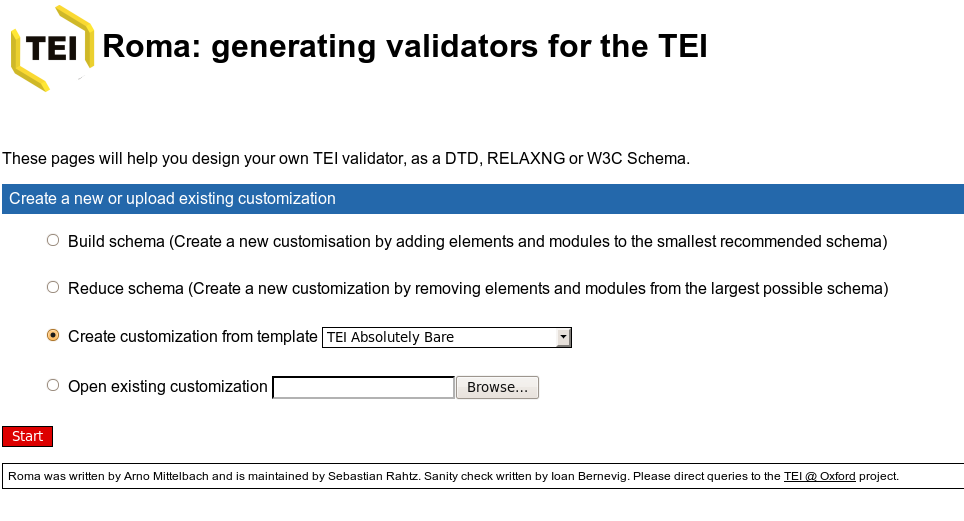 TEI Roma: generating validators for the TEI
These pages will help you design your own TEI validator, as a DTD, RELAXNG or W3C Schema.
Create a new or upload existing customization
Build schema (Create a new customisation by adding elements and modules to the smallest recommended schema)
Reduce schema (Create a new customization by removing elements and modules from the largest possible schema)
Create customization from template TEI Absolutely Bare
Open existing customization Browse...
Start
Roma was written by Arno Mittelbach and is maintained by Sebastian Rahtz. Sanity check written by Ioan Bernevig. Please direct queries to the TEI @ Oxford project.